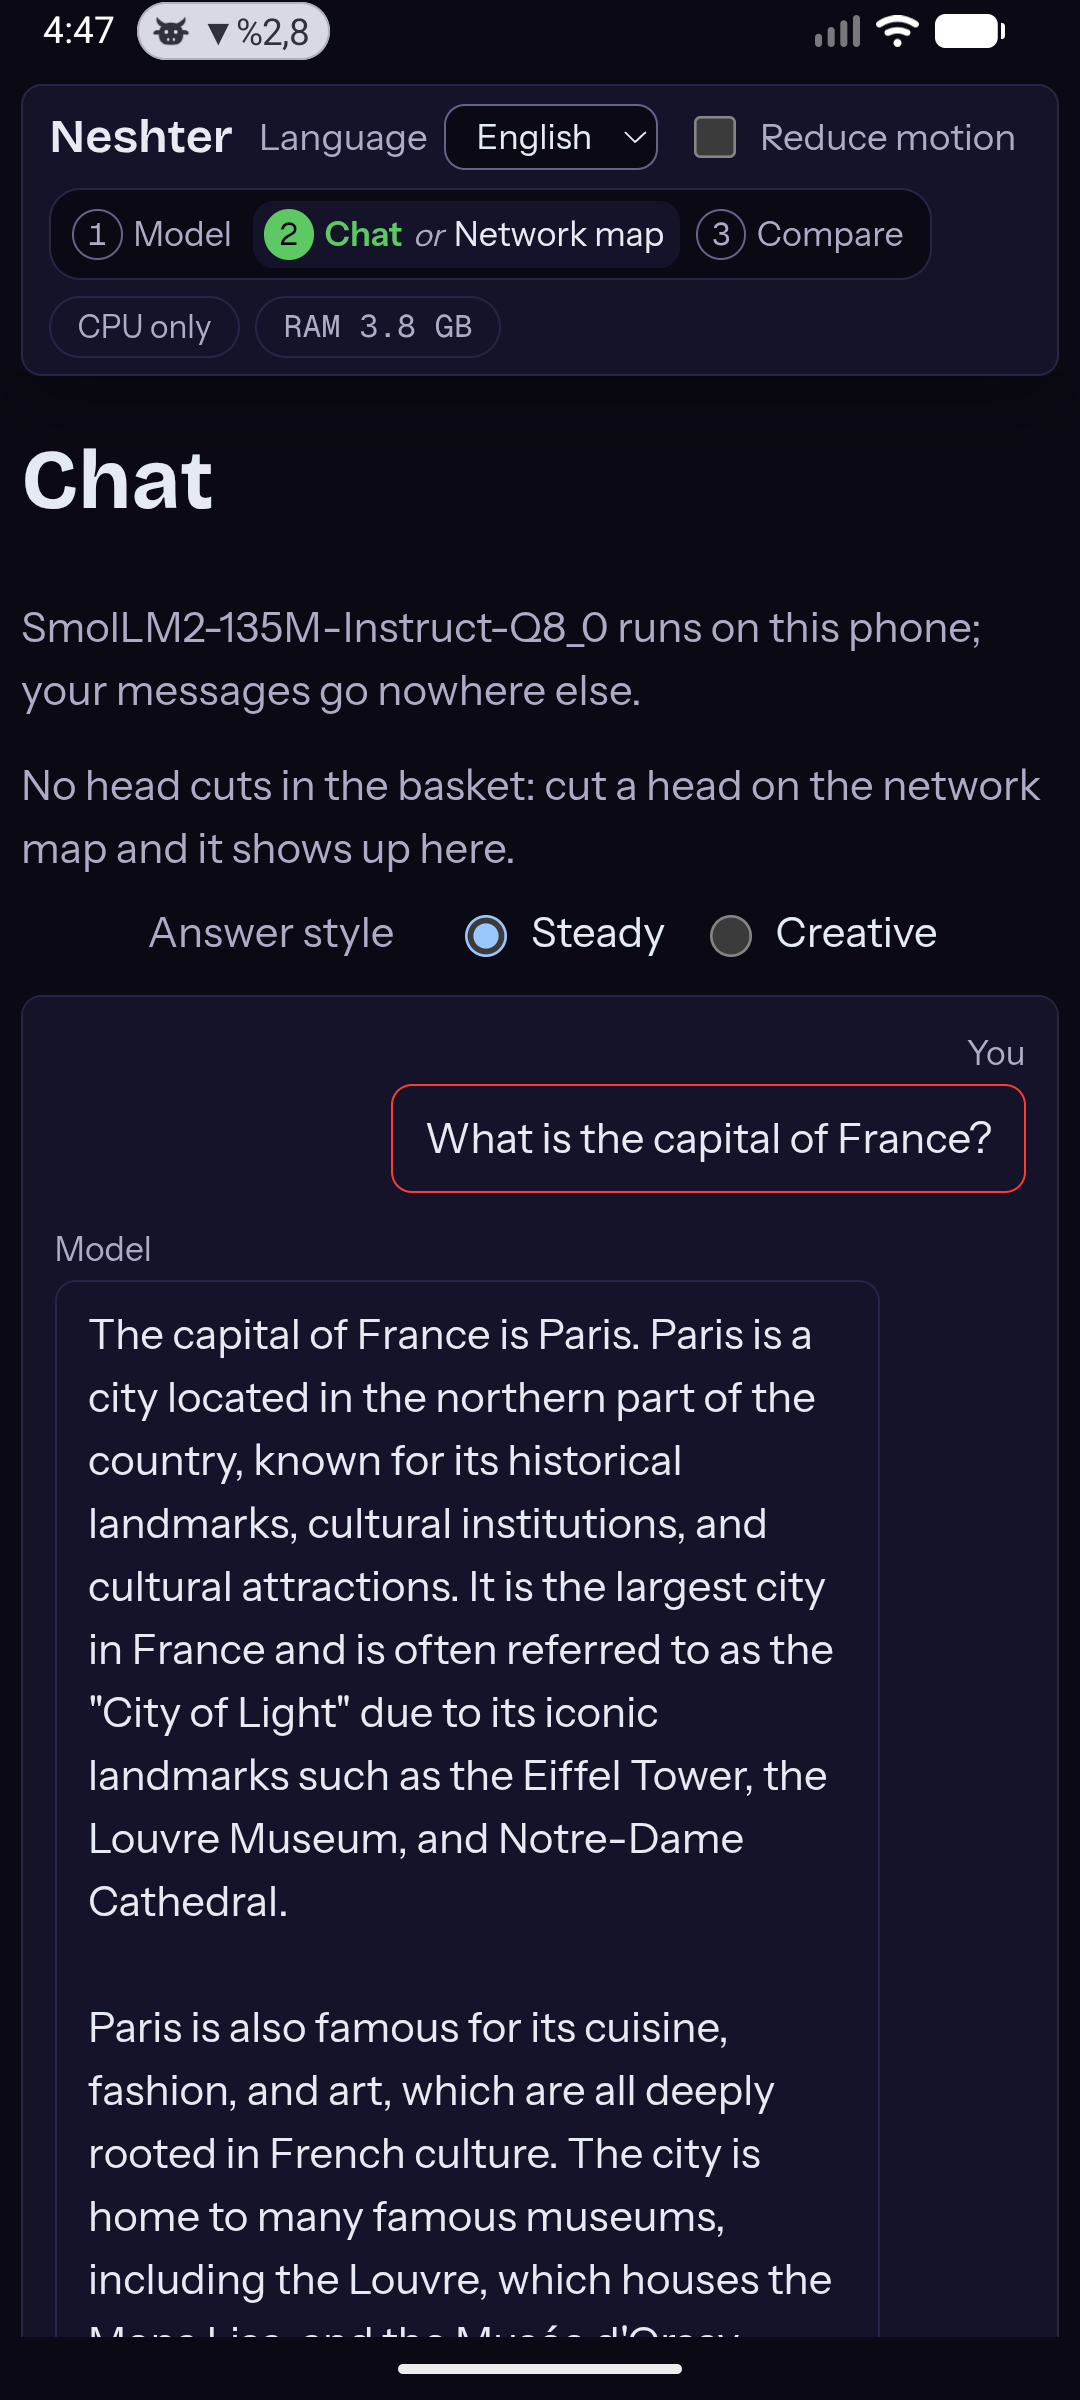 4:47 ▼%2,8
Neshter Language English Reduce motion
1 Model 2 Chat or Network map 3 Compare
CPU only RAM 3.8 GB
Chat
SmolLM2-135M-Instruct-Q8_0 runs on this phone;
your messages go nowhere else.
No head cuts in the basket: cut a head on the network
map and it shows up here.
Answer style Steady Creative
You
What is the capital of France?
Model
The capital of France is Paris. Paris is a
city located in the northern part of the
country, known for its historical
landmarks, cultural institutions, and
cultural attractions. It is the largest city
in France and is often referred to as the
"City of Light" due to its iconic
landmarks such as the Eiffel Tower, the
Louvre Museum, and Notre-Dame
Cathedral.
Paris is also famous for its cuisine,
fashion, and art, which are all deeply
rooted in French culture. The city is
home to many famous museums,
including the Louvre, which houses the
Mona Lisa, and the Musée d'Orsay,